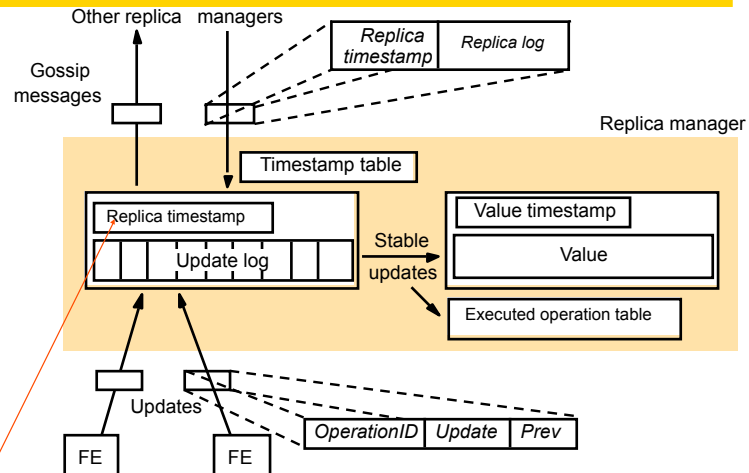 Other replica managers
Replica timestamp
Replica log
Gossip
messages
Replica manager
Timestamp table
Replica timestamp
Update log
Stable
updates
Value timestamp
Value
Executed operation table
Updates
OperationID Update Prev
FE FE